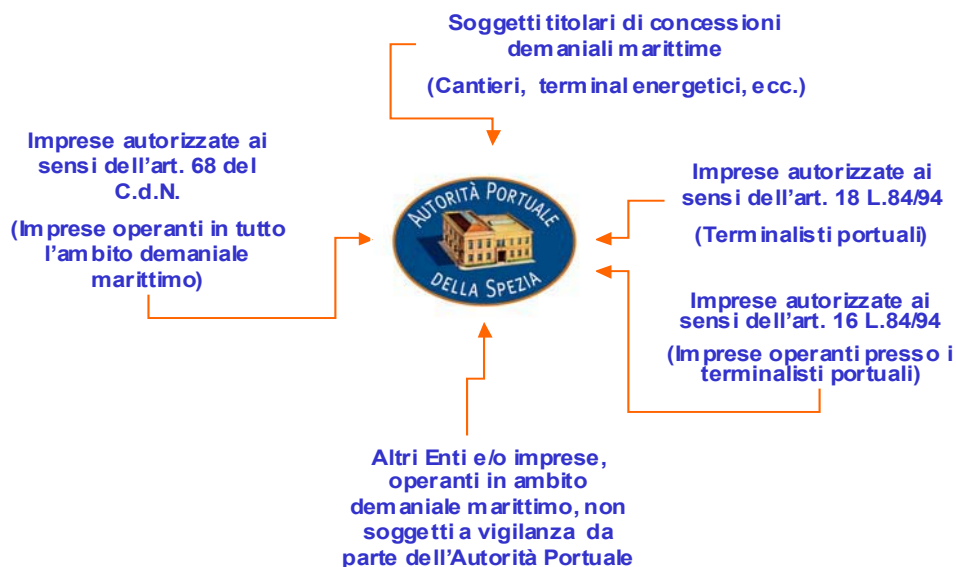 Soggetti titolari di concessioni
demaniali marittime
(Cantieri, terminal energetici, ecc.)
Imprese autorizzate ai
sensi dell'art. 68 del
C.d.N.
(Imprese operanti in tutto
l'ambito demaniale
marittimo)
AUTORITÀ PORTUALE
DELLA SPEZIA
Imprese autorizzate ai
sensi dell'art. 18 L.84/94
(Terminalisti portuali)
Imprese autorizzate ai
sensi dell'art. 16 L.84/94
(Imprese operanti presso i
terminalisti portuali)
Altri Enti e/o imprese,
operanti in ambito
demaniale marittimo, non
soggetti a vigilanza da
parte dell'Autorità Portuale